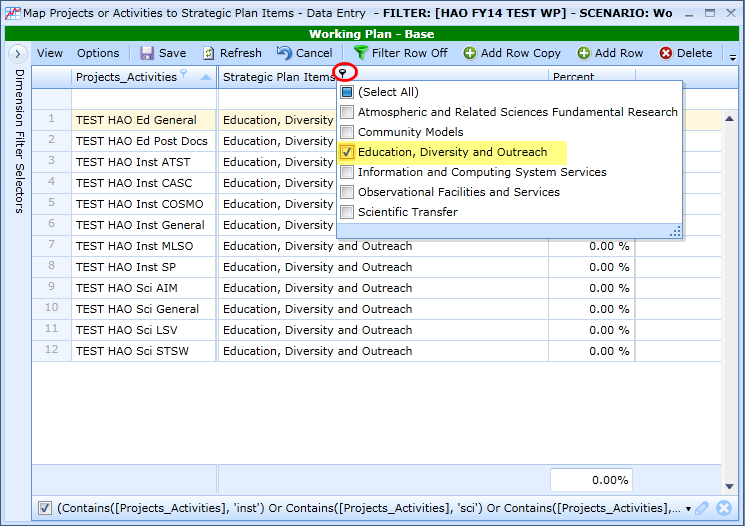 Map Projects or Activities to Strategic Plan Items - Data Entry - FILTER: [HAO FY14 TEST WP] - SCENARIO: Wo
Working Plan - Base
View Options Save Refresh Cancel Filter Row Off Add Row Copy Add Row Delete
Dimension Filter Selectors
Projects_Activities Strategic Plan Items Percent
(Select All)
Atmospheric and Related Sciences Fundamental Research
Community Models
Education, Diversity and Outreach
Information and Computing System Services
Observational Facilities and Services
Scientific Transfer
1 TEST HAO Ed General Education, Diversity
2 TEST HAO Ed Post Docs Education, Diversity
3 TEST HAO Inst ATST Education, Diversity
4 TEST HAO Inst CASC Education, Diversity
5 TEST HAO Inst COSMO Education, Diversity
6 TEST HAO Inst General Education, Diversity
7 TEST HAO Inst MLSO Education, Diversity and Outreach 0.00 %
8 TEST HAO Inst SP Education, Diversity and Outreach 0.00 %
9 TEST HAO Sci AIM Education, Diversity and Outreach 0.00 %
10 TEST HAO Sci General Education, Diversity and Outreach 0.00 %
11 TEST HAO Sci LSV Education, Diversity and Outreach 0.00 %
12 TEST HAO Sci STSW Education, Diversity and Outreach 0.00 %
0.00%
(Contains([Projects_Activities], 'inst') Or Contains([Projects_Activities], 'sci') Or Contains([Projects_Activities],...